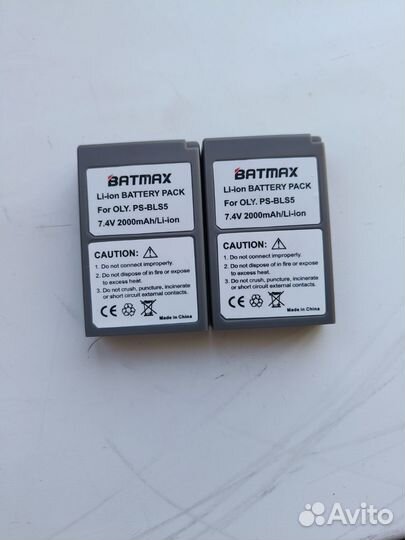 BATMAX
Li-ion BATTERY PACK
For OLY. PS-BLS5
7.4V 2000mAh/Li-ion
CAUTION:
1. Do not connect improperly.
2. Do not dispose of in fire or expose
to excess heat.
3. Do not crush, puncture, incinerate
or short circuit external contacts.
CE
Made in China
BATMAX
Li-ion BATTERY PACK
For OLY. PS-BLS5
7.4V 2000mAh/Li-ion
CAUTION:
1. Do not connect improperly.
2. Do not dispose of in fire or expose
to excess heat.
3. Do not crush, puncture, incinerate
or short circuit external contacts.
CE
Made in China
Avito